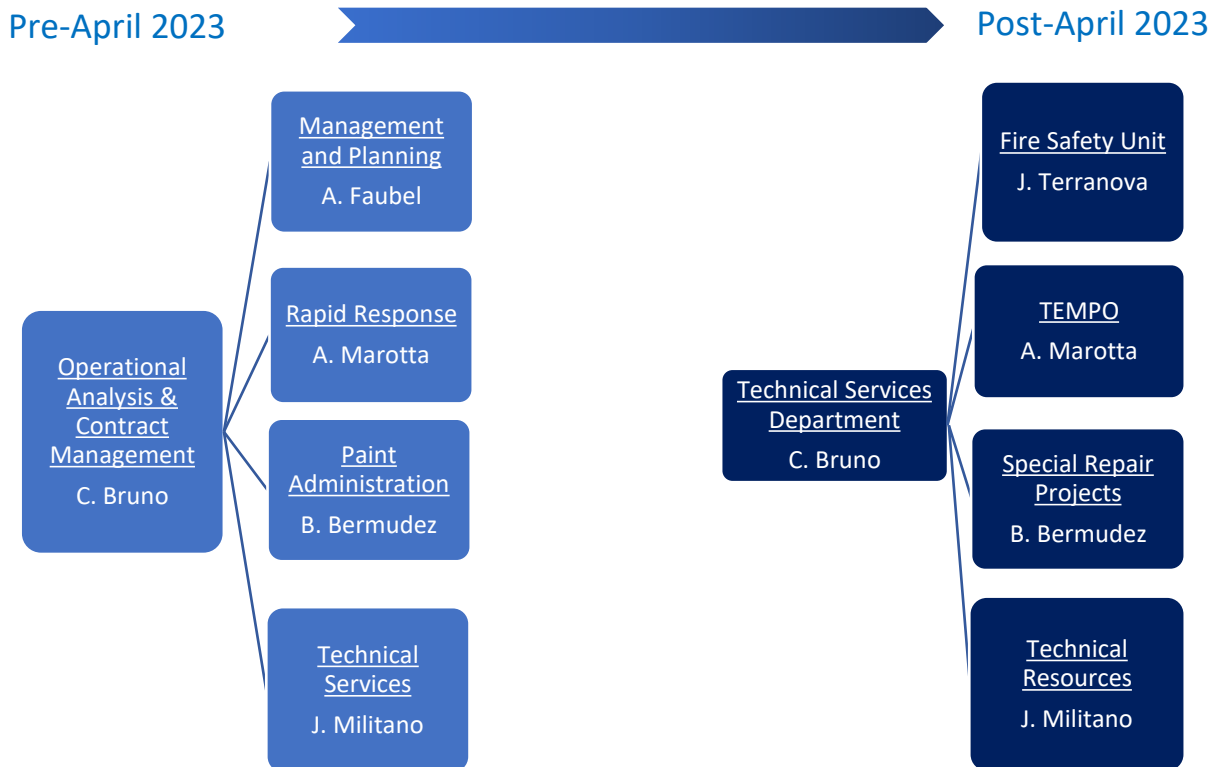 Pre-April 2023
Post-April 2023
Operational
Analysis &
Contract
Management
C. Bruno
Management
and Planning
A. Faubel
Rapid Response
A. Marotta
Paint
Administration
B. Bermudez
Technical
Services
J. Militano
Technical Services
Department
C. Bruno
Fire Safety Unit
J. Terranova
TEMPO
A. Marotta
Special Repair
Projects
B. Bermudez
Technical
Resources
J. Militano